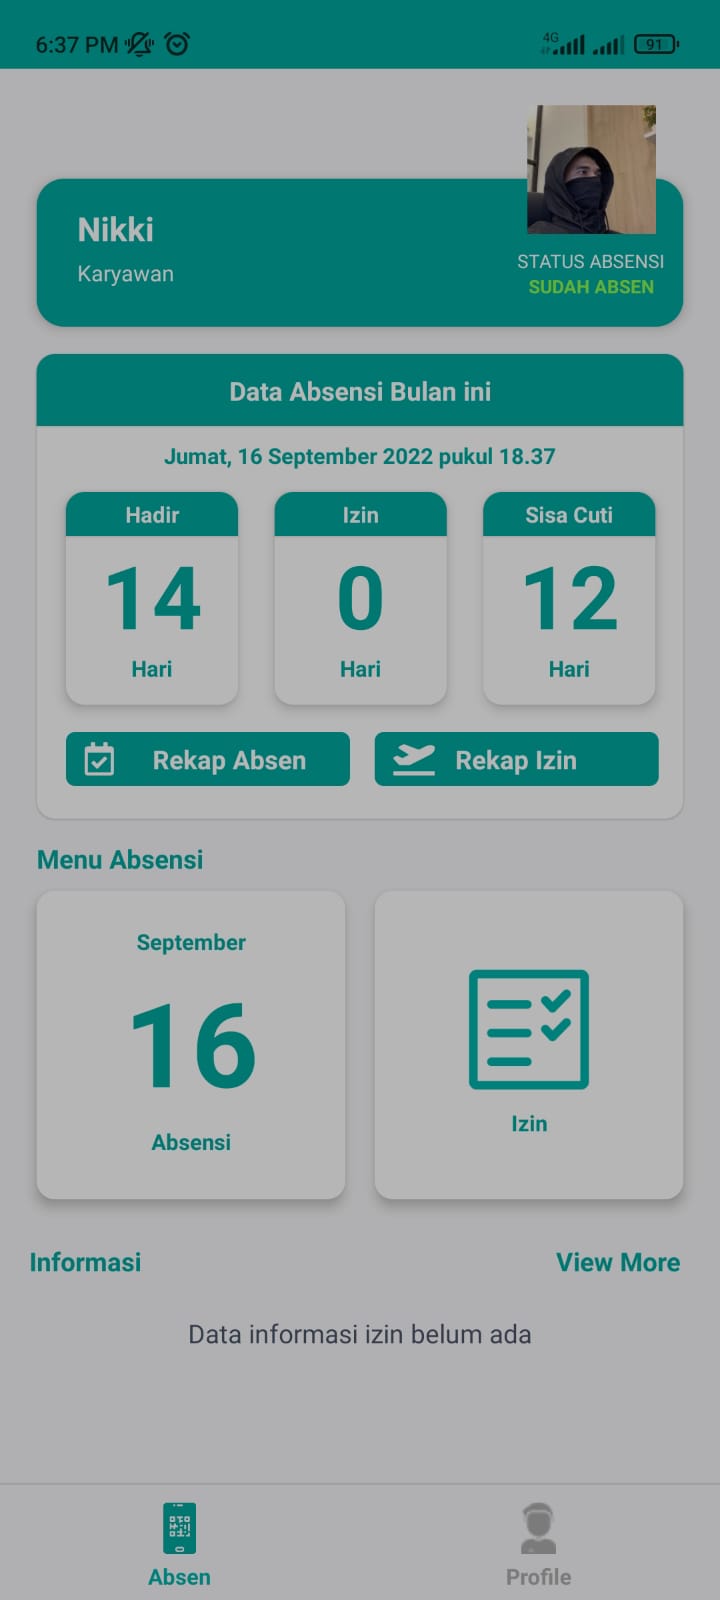 6:37 PM
4G
91
Nikki
Karyawan
STATUS ABSENSI
SUDAH ABSEN
Data Absensi Bulan ini
Jumat, 16 September 2022 pukul 18.37
Hadir
14
Hari
Izin
0
Hari
Sisa Cuti
12
Hari
Rekap Absen
Rekap Izin
Menu Absensi
September
16
Absensi
Izin
Informasi
View More
Data informasi izin belum ada
Absen
Profile